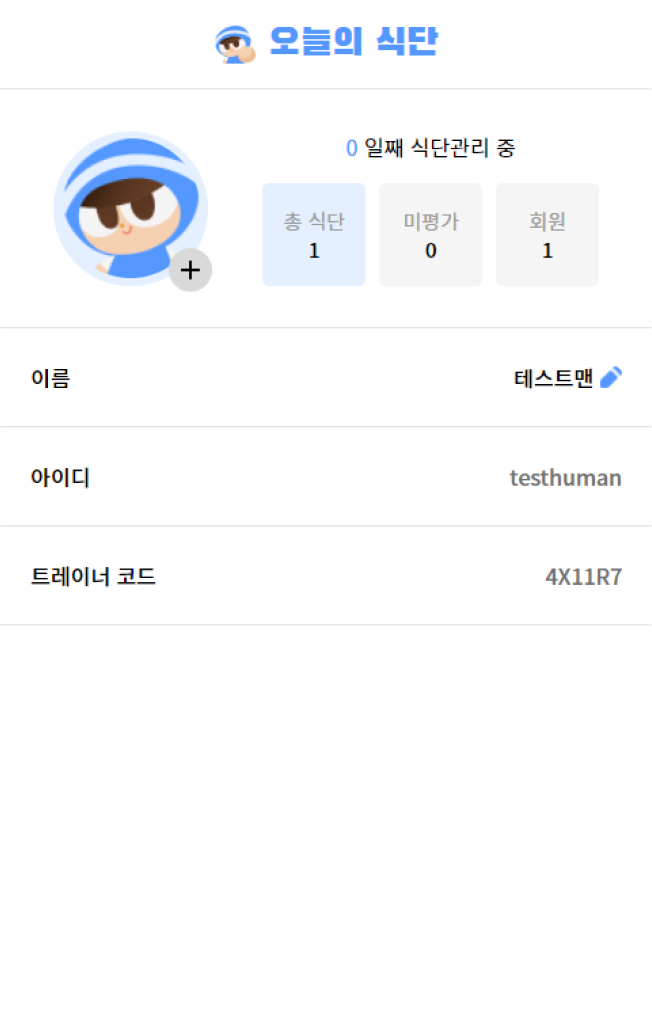 오늘의 식단
0 일째 식단관리 중
총 식단 미평가 회원
1 0 1
이름 테스트맨
아이디 testhuman
트레이너 코드 4X11R7